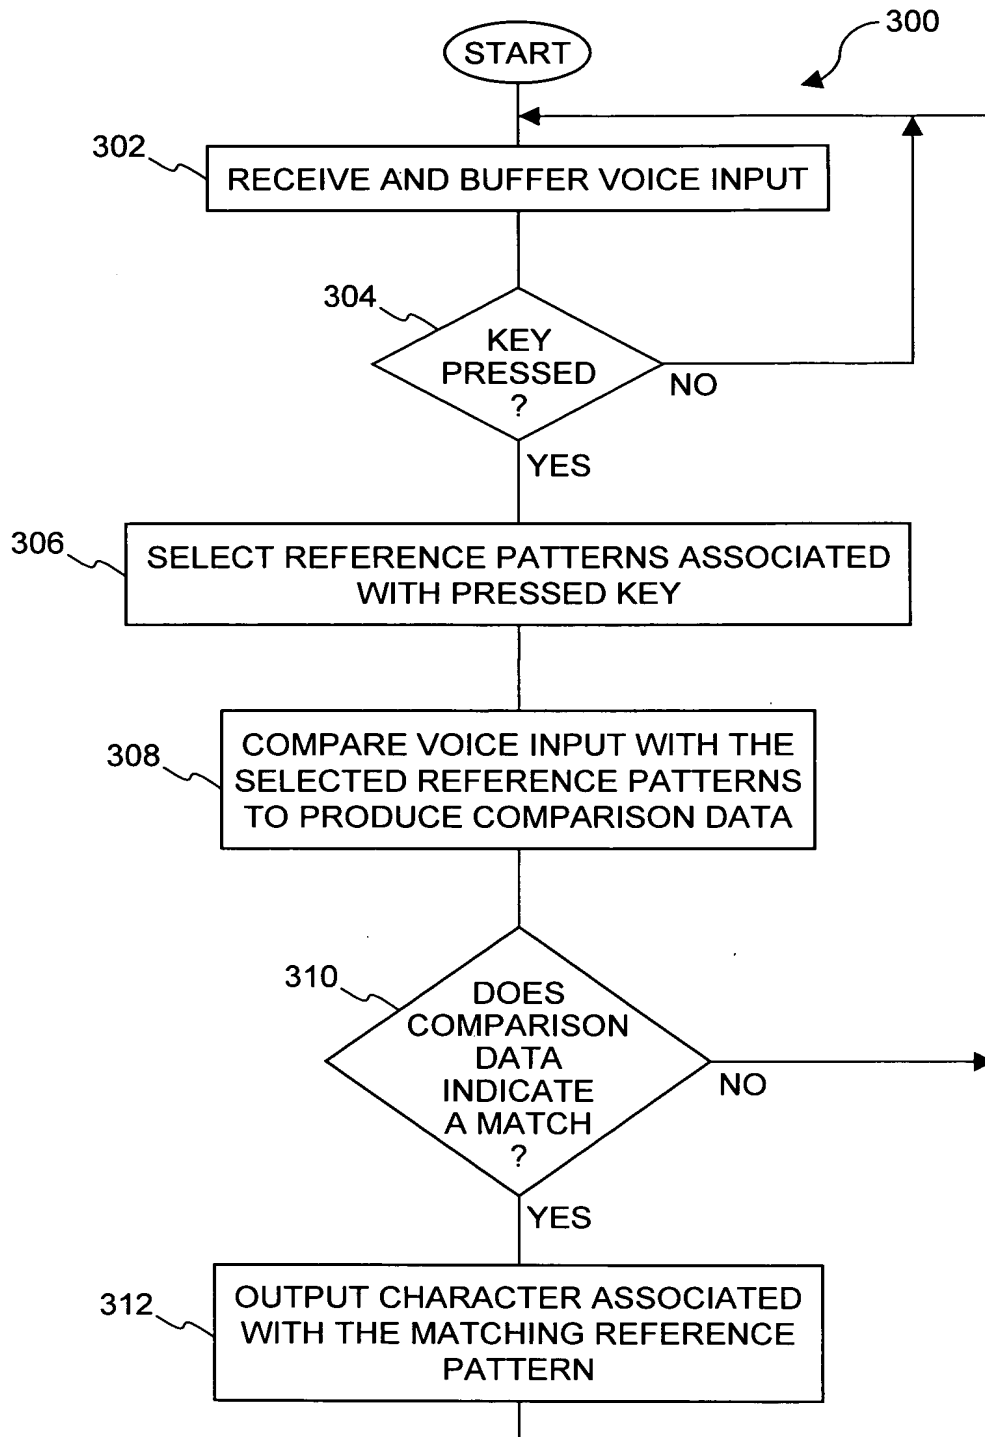 300
START
302
RECEIVE AND BUFFER VOICE INPUT
304
KEY
PRESSED
?
NO
YES
306
SELECT REFERENCE PATTERNS ASSOCIATED
WITH PRESSED KEY
308
COMPARE VOICE INPUT WITH THE
SELECTED REFERENCE PATTERNS
TO PRODUCE COMPARISON DATA
310
DOES
COMPARISON
DATA
INDICATE
A MATCH
?
NO
YES
312
OUTPUT CHARACTER ASSOCIATED
WITH THE MATCHING REFERENCE
PATTERN